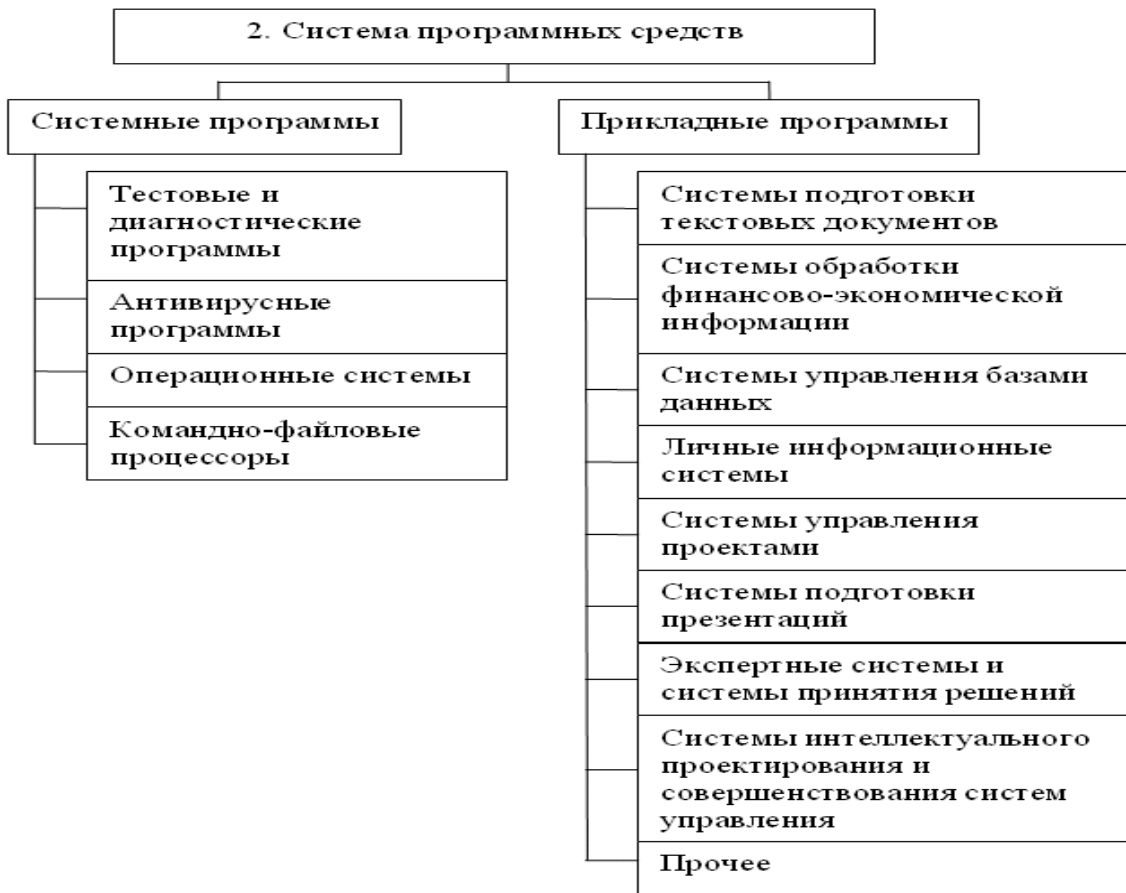 2. Система программных средств
Системные программы
Тестовые и
диагностические
программы
Антивирусные
программы
Операционные системы
Командно-файловые
процессоры
Прикладные программы
Системы подготовки
текстовых документов
Системы обработки
финансово-экономической
информации
Системы управления базами
данных
Личные информационные
системы
Системы управления
проектами
Системы подготовки
презентаций
Экспертные системы и
системы принятия решений
Системы интеллектуального
проектирования и
совершенствования систем
управления
Прочее